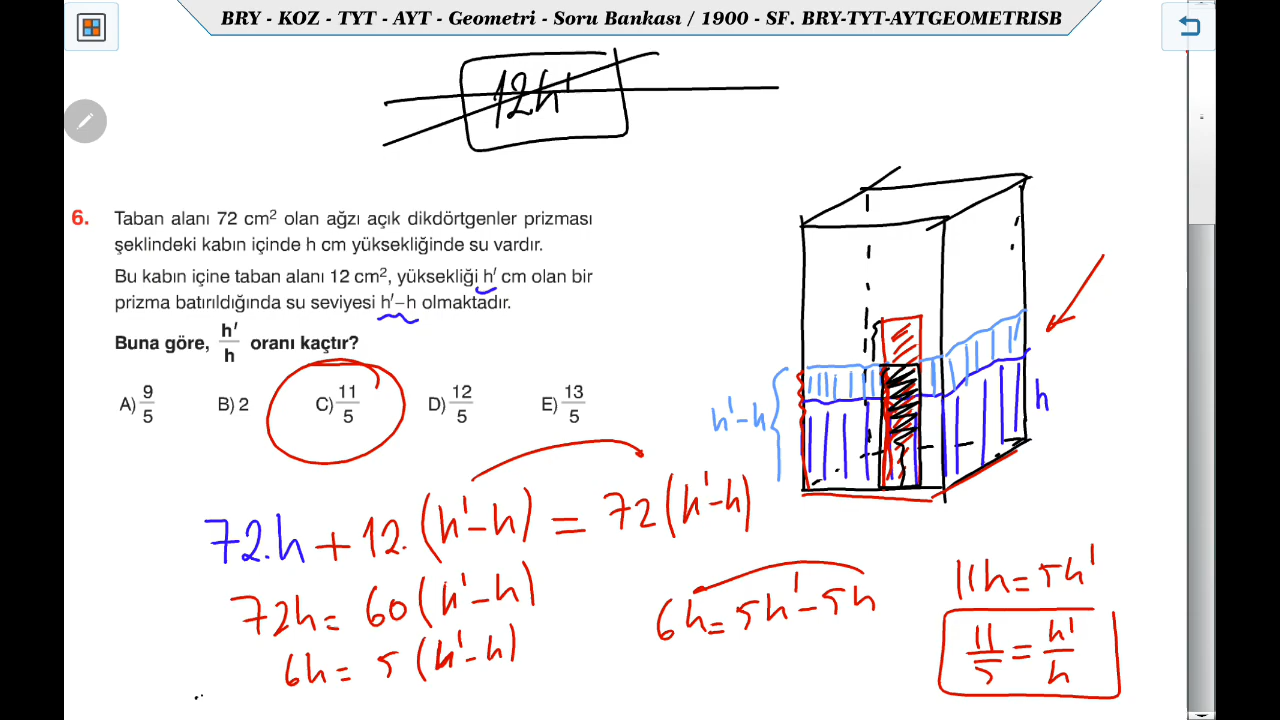 BRY - KOZ - TYT - AYT - Geometri - Soru Bankası / 1900 - SF. BRY-TYT-AYTGEOMETRISB
12h'
6. Taban alanı 72 cm² olan ağzı açık dikdörtgenler prizması
şeklindeki kabın içinde h cm yüksekliğinde su vardır.
Bu kabın içine taban alanı 12 cm², yüksekliği h' cm olan bir
prizma batırıldığında su seviyesi h'–h olmaktadır.
Buna göre, h'/h oranı kaçtır?
A) 9/5 B) 2 C) 11/5 D) 12/5 E) 13/5
h'-h
h
72.h + 12.(h'-h) = 72(h'-h)
72h = 60(h'-h)
6h = 5(h'-h)
6h = 5h'-5h
11h = 5h'
11/5 = h'/h